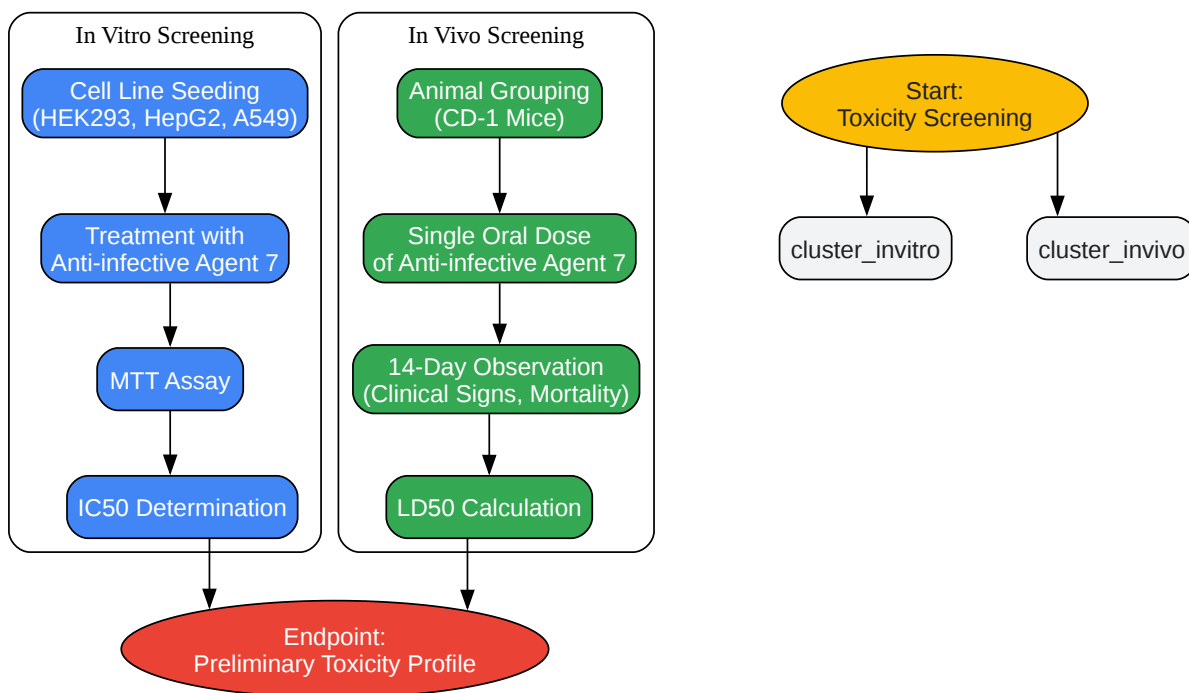 In Vitro Screening
Cell Line Seeding
(HEK293, HepG2, A549)
Treatment with
Anti-infective Agent 7
MTT Assay
IC50 Determination
In Vivo Screening
Animal Grouping
(CD-1 Mice)
Single Oral Dose
of Anti-infective Agent 7
14-Day Observation
(Clinical Signs, Mortality)
LD50 Calculation
Endpoint:
Preliminary Toxicity Profile
Start:
Toxicity Screening
cluster_invitro
cluster_invivo